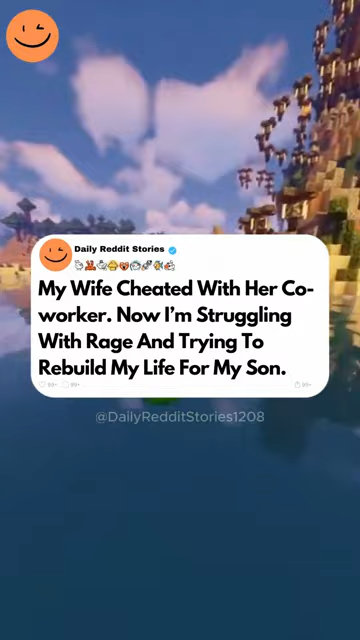 Daily Reddit Stories
My Wife Cheated With Her Co-
worker. Now I'm Struggling
With Rage And Trying To
Rebuild My Life For My Son.
99+ 99+ 99+
@DailyRedditStories1208